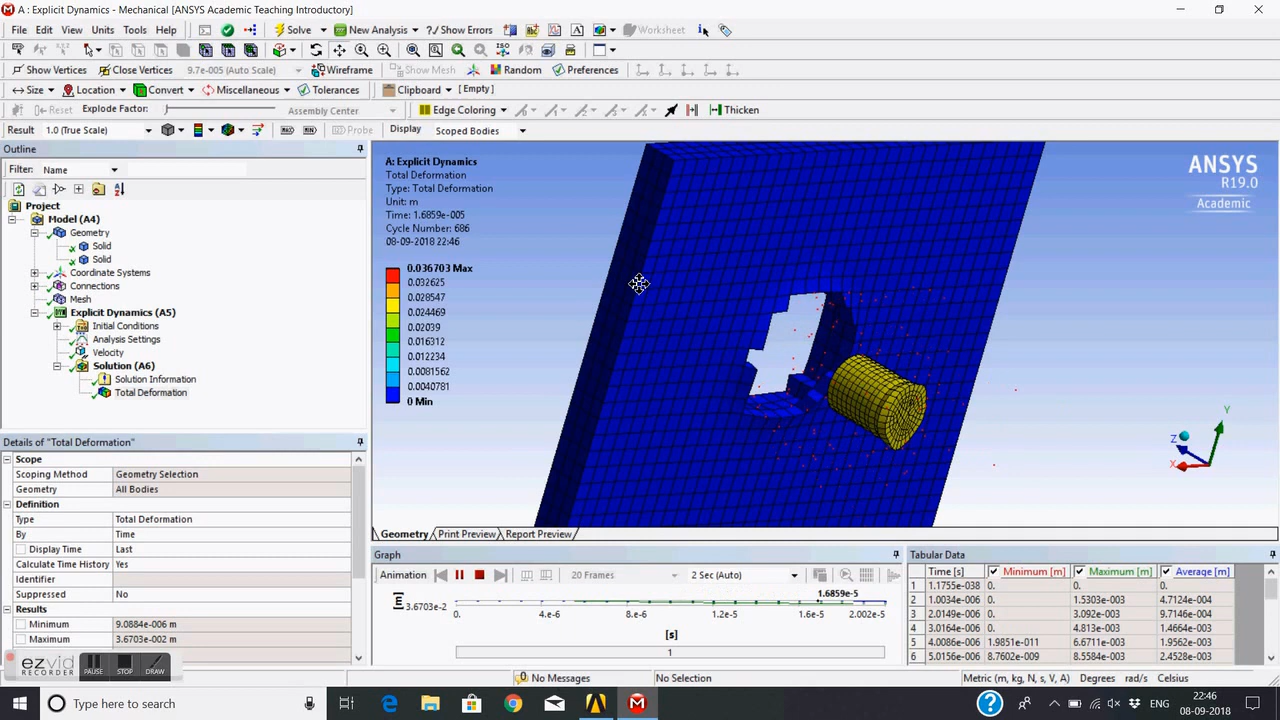 A : Explicit Dynamics - Mechanical [ANSYS Academic Teaching Introductory]
File Edit View Units Tools Help Solve New Analysis Show Errors Worksheet
Show Vertices Close Vertices 9.7e-005 (Auto Scale) Wireframe Show Mesh Random Preferences
Size Location Convert Miscellaneous Tolerances Clipboard [ Empty ]
Reset Explode Factor: Assembly Center Edge Coloring Thicken
Result 1.0 (True Scale) Probe Display Scoped Bodies
Outline
Filter: Name
Project
Model (A4)
Geometry
Solid
Solid
Coordinate Systems
Connections
Mesh
Explicit Dynamics (A5)
Initial Conditions
Analysis Settings
Velocity
Solution (A6)
Solution Information
Total Deformation
Details of "Total Deformation"
Scope
Scoping Method Geometry Selection
Geometry All Bodies
Definition
Type Total Deformation
By Time
Display Time Last
Calculate Time History Yes
Identifier
Suppressed No
Results
Minimum 9.0884e-006 m
Maximum 3.6703e-002 m
ezvid
RECORDER
PAUSE STOP DRAW
A: Explicit Dynamics
Total Deformation
Type: Total Deformation
Unit: m
Time: 1.6859e-005
Cycle Number: 686
08-09-2018 22:46
0.036703 Max
0.032625
0.028547
0.024469
0.02039
0.016312
0.012234
0.0081562
0.0040781
0 Min
ANSYS
R19.0
Academic
Y
Z
X
Geometry Print Preview Report Preview
Graph
Animation 20 Frames 2 Sec (Auto)
1.6859e-5
[m] 3.6703e-2
0. 4.e-6 8.e-6 1.2e-5 1.6e-5 2.002e-5
[s]
1
Tabular Data
Time [s] Minimum [m] Maximum [m] Average [m]
1 1.1755e-038 0. 0. 0.
2 1.0034e-006 0. 1.5303e-003 4.7124e-004
3 2.0149e-006 0. 3.092e-003 9.7146e-004
4 3.0164e-006 0. 4.813e-003 1.4664e-003
5 4.0086e-006 1.9851e-011 6.6711e-003 1.9562e-003
6 5.0156e-006 8.7602e-009 8.5584e-003 2.4528e-003
No Messages No Selection Metric (m, kg, N, s, V, A) Degrees rad/s Celsius
Type here to search
ENG
22:46
08-09-2018